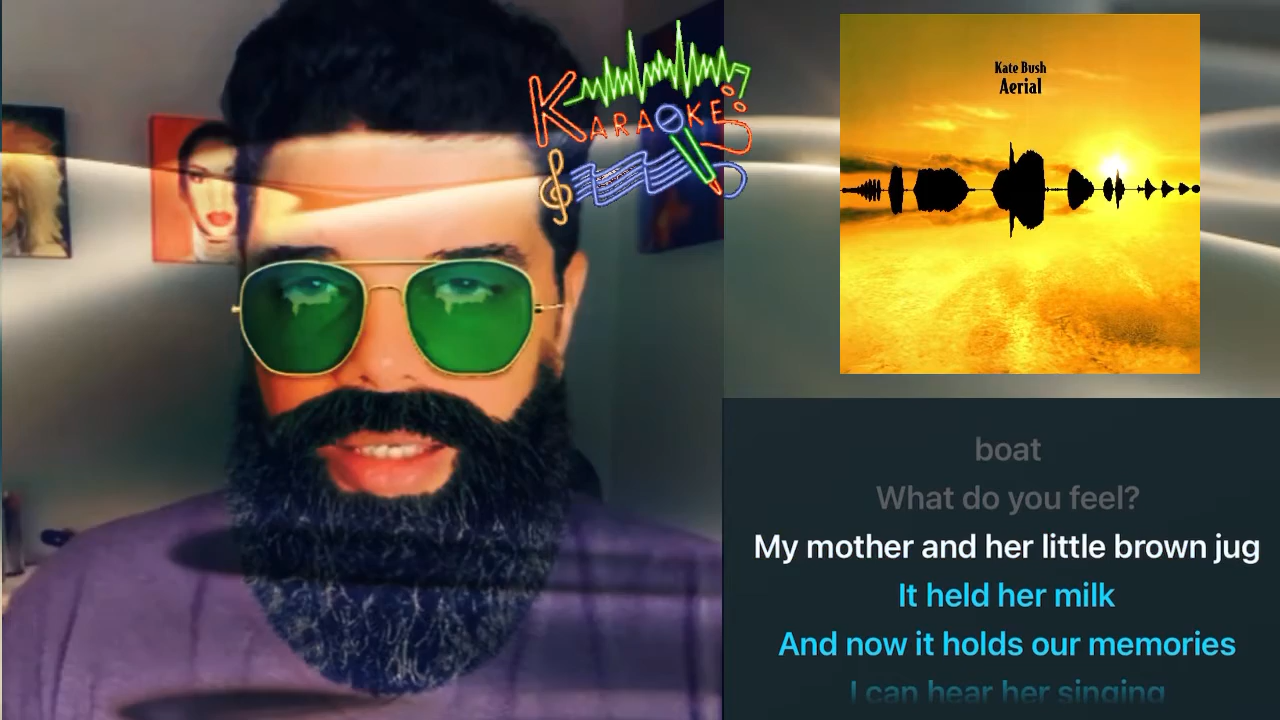 KARAOKE
Kate Bush
Aerial
boat
What do you feel?
My mother and her little brown jug
It held her milk
And now it holds our memories
I can hear her singing